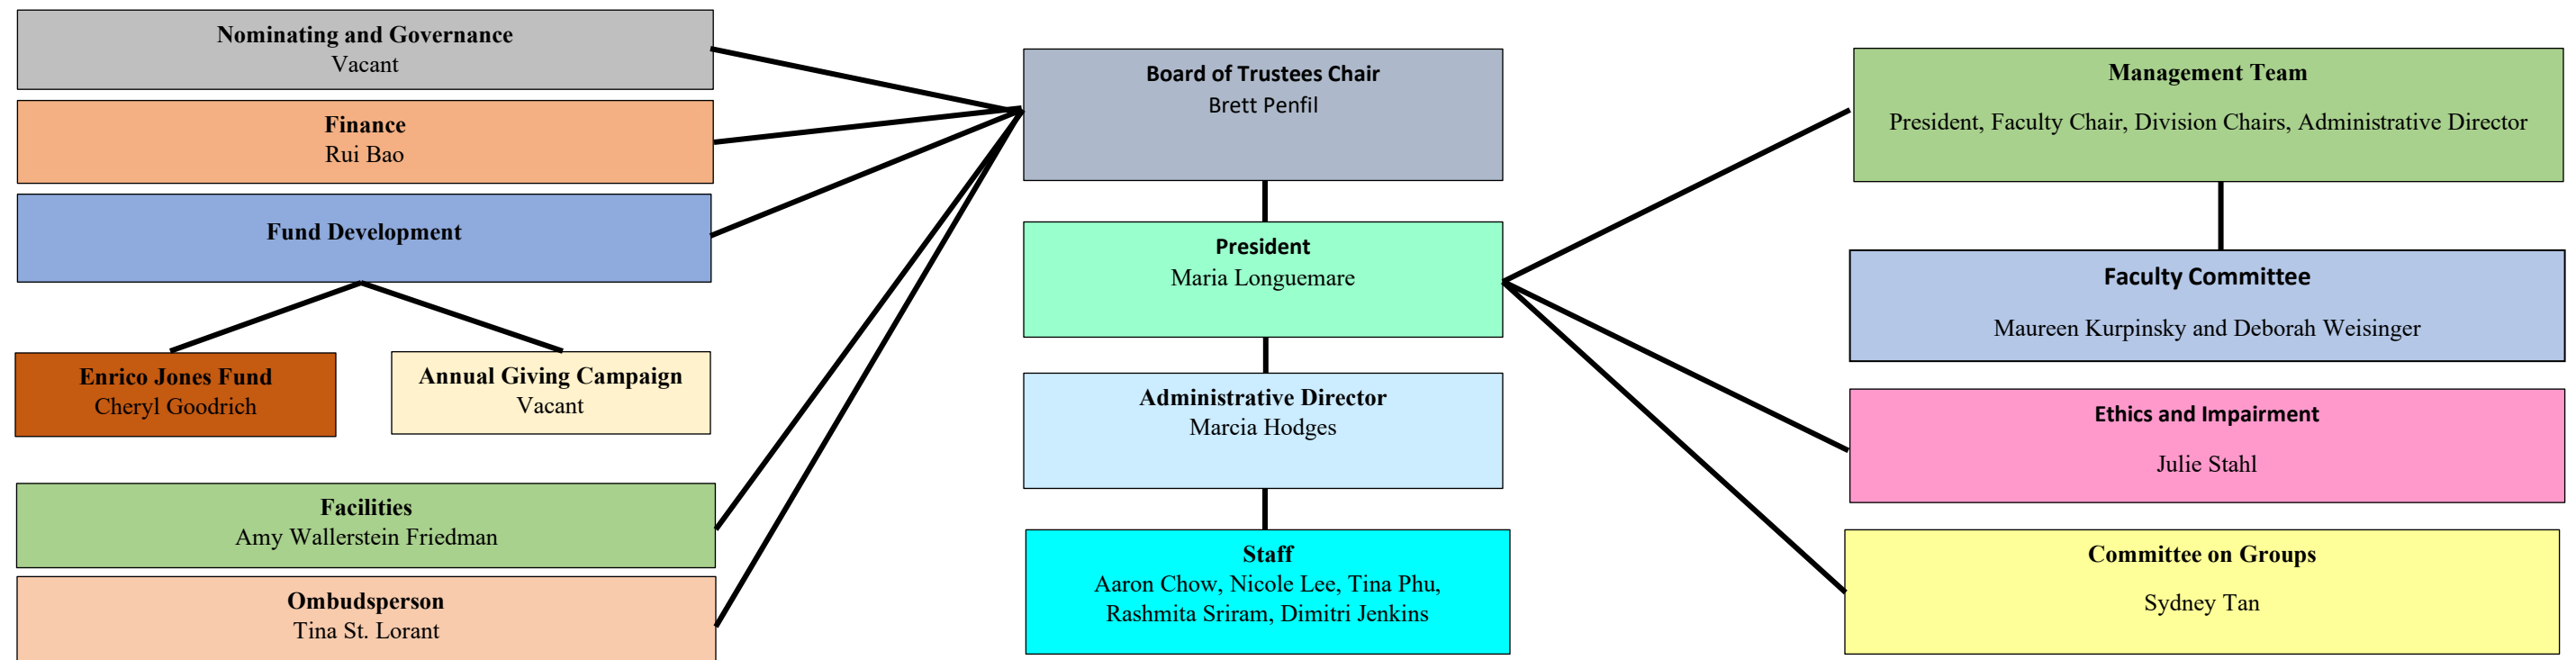 Nominating and Governance
Vacant
Finance
Rui Bao
Fund Development
Enrico Jones Fund
Cheryl Goodrich
Annual Giving Campaign
Vacant
Facilities
Amy Wallerstein Friedman
Ombudsperson
Tina St. Lorant
Board of Trustees Chair
Brett Penfil
President
Maria Longuemare
Administrative Director
Marcia Hodges
Staff
Aaron Chow, Nicole Lee, Tina Phu,
Rashmita Sriram, Dimitri Jenkins
Management Team
President, Faculty Chair, Division Chairs, Administrative Director
Faculty Committee
Maureen Kurpinsky and Deborah Weisinger
Ethics and Impairment
Julie Stahl
Committee on Groups
Sydney Tan